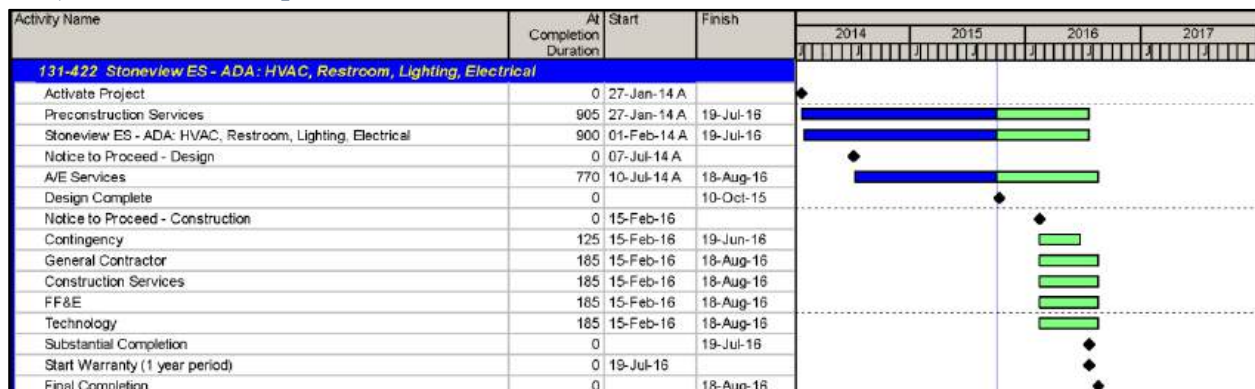 Activity Name At Completion Duration Start Finish
2014 2015 2016 2017
J J J J J J J J
131-422 Stoneview ES - ADA: HVAC, Restroom, Lighting, Electrical
Activate Project 0 27-Jan-14 A
Preconstruction Services 905 27-Jan-14 A 19-Jul-16
Stoneview ES - ADA: HVAC, Restroom, Lighting, Electrical 900 01-Feb-14 A 19-Jul-16
Notice to Proceed - Design 0 07-Jul-14 A
A/E Services 770 10-Jul-14 A 18-Aug-16
Design Complete 0 10-Oct-15
Notice to Proceed - Construction 0 15-Feb-16
Contingency 125 15-Feb-16 19-Jun-16
General Contractor 185 15-Feb-16 18-Aug-16
Construction Services 185 15-Feb-16 18-Aug-16
FF&E 185 15-Feb-16 18-Aug-16
Technology 185 15-Feb-16 18-Aug-16
Substantial Completion 0 19-Jul-16
Start Warranty (1 year period) 0 19-Jul-16
Final Completion 0 18-Aug-16